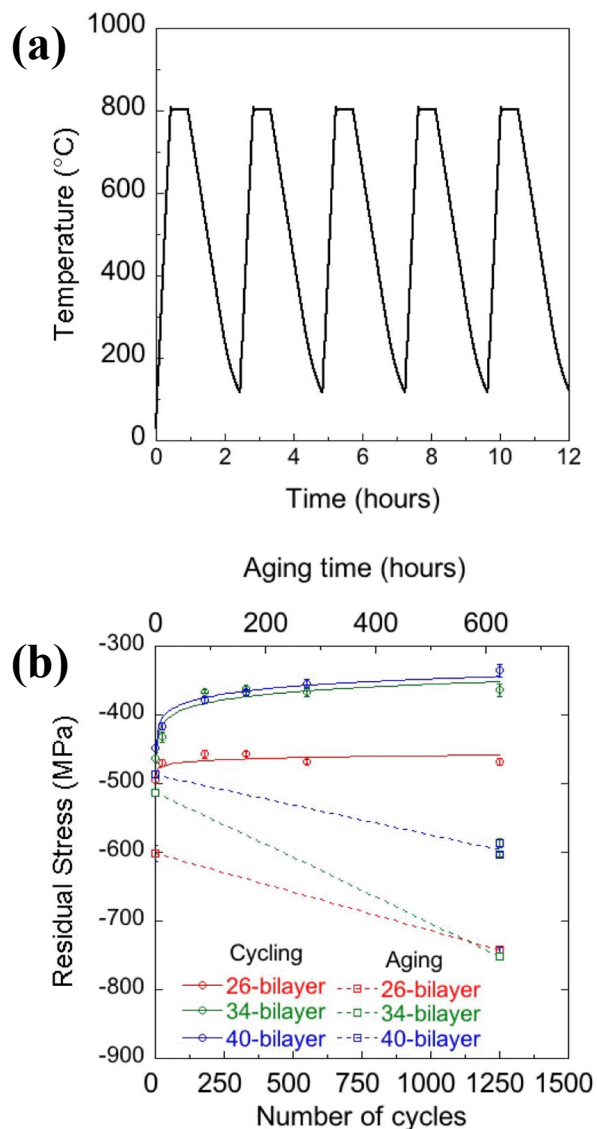 (a)
1000
800
600
400
200
0
Temperature (°C)
0 2 4 6 8 10 12
Time (hours)
Aging time (hours)
0 200 400 600
(b)
-300
-400
-500
-600
-700
-800
-900
Residual Stress (MPa)
Cycling Aging
26-bilayer 26-bilayer
34-bilayer 34-bilayer
40-bilayer 40-bilayer
0 250 500 750 1000 1250 1500
Number of cycles